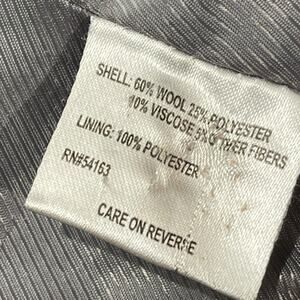 SHELL: 60% WOOL 25% POLYESTER
10% VISCOSE 5% OTHER FIBERS
LINING: 100% POLYESTER
RN#54163
CARE ON REVERSE